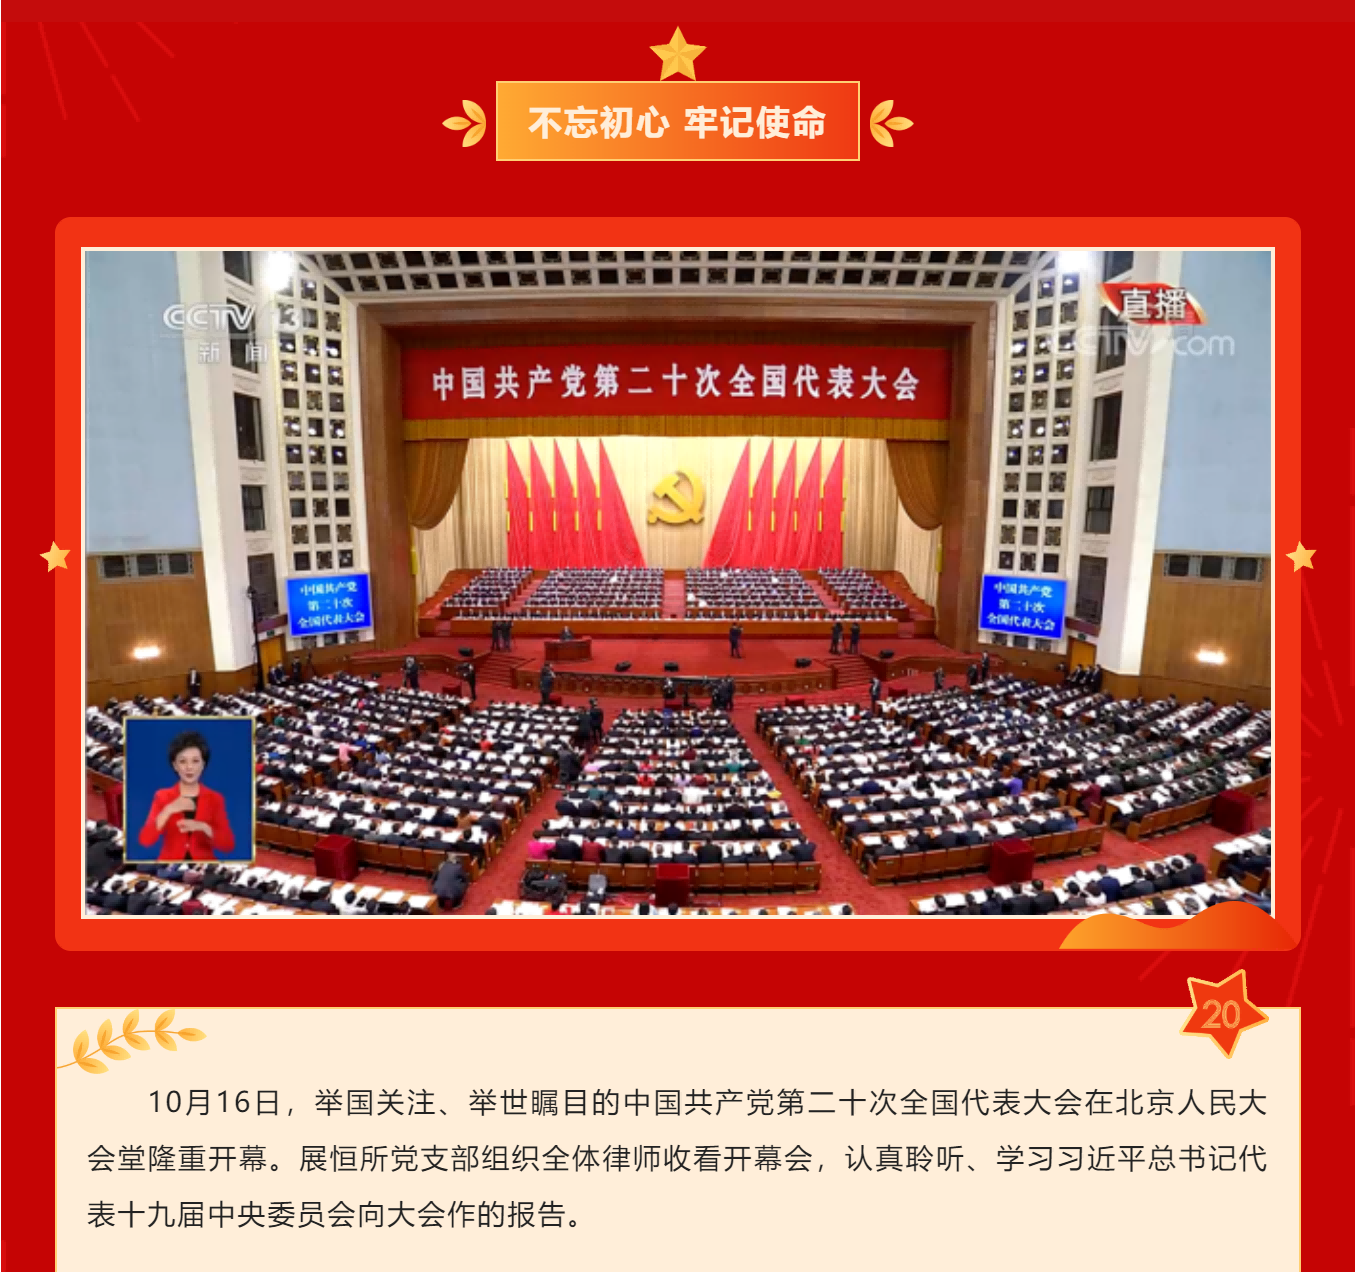 不忘初心 牢记使命
CCTV 13
新闻
直播
CCTV.com
中国共产党第二十次全国代表大会
中国共产党
第二十次
全国代表大会
中国共产党
第二十次
全国代表大会
20
10月16日，举国关注、举世瞩目的中国共产党第二十次全国代表大会在北京人民大
会堂隆重开幕。展恒所党支部组织全体律师收看开幕会，认真聆听、学习习近平总书记代
表十九届中央委员会向大会作的报告。